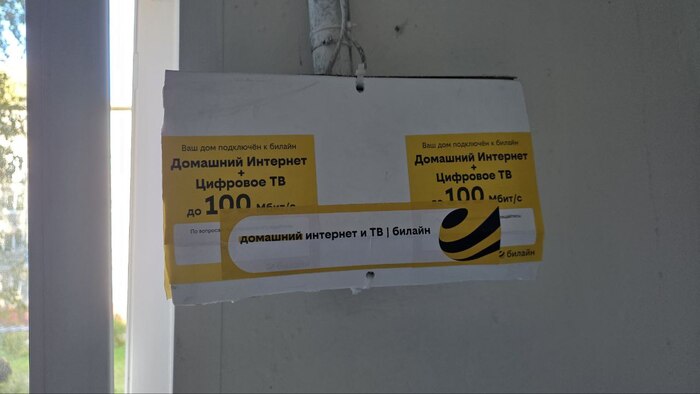 Ваш дом подключён к билайн
Домашний Интернет
+
Цифровое ТВ
до 100 Мбит/с
По вопросам
Ваш дом подключён к билайн
Домашний Интернет
+
Цифровое ТВ
100 Мбит/с
домашний интернет и ТВ | билайн
билайн